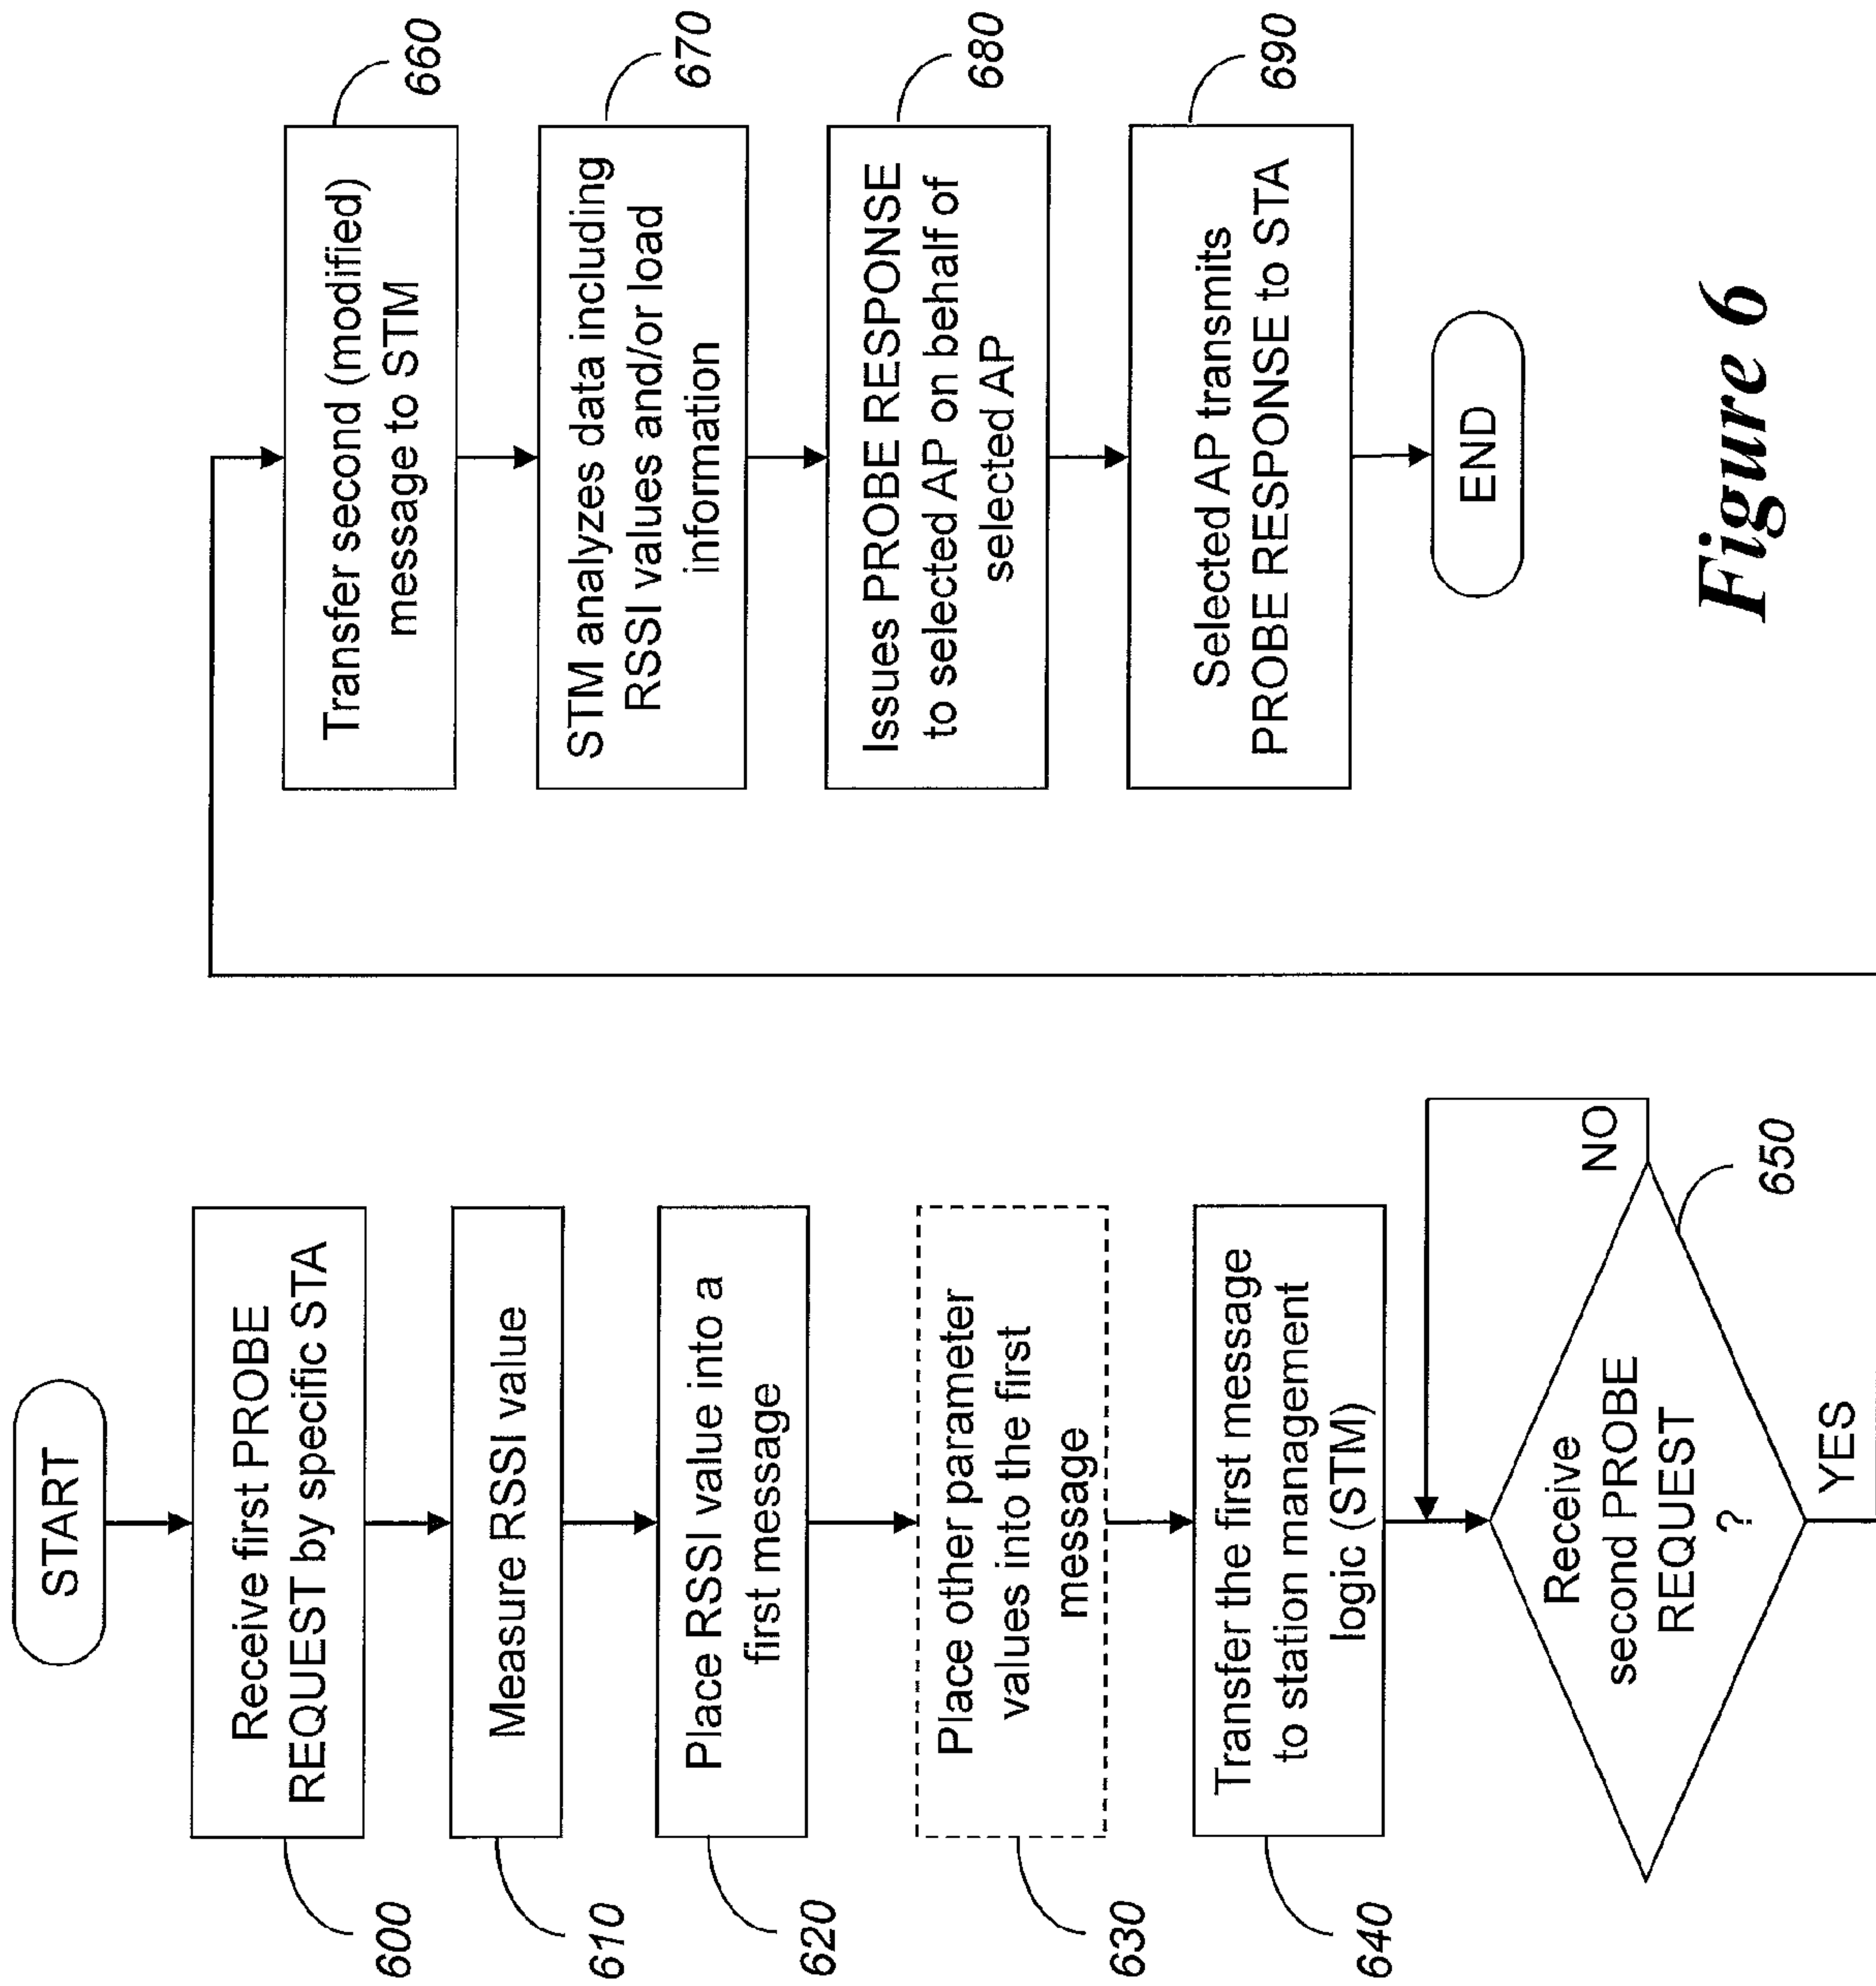 START
Receive first PROBE
REQUEST by specific STA
600
Measure RSSI value
610
Place RSSI value into a
first message
620
Place other parameter
values into the first
message
630
Transfer the first message
to station management
logic (STM)
640
Receive
second PROBE
REQUEST
?
NO
650
YES
Transfer second (modified)
message to STM
660
STM analyzes data including
RSSI values and/or load
information
670
Issues PROBE RESPONSE
to selected AP on behalf of
selected AP
680
Selected AP transmits
PROBE RESPONSE to STA
690
END
Figure 6